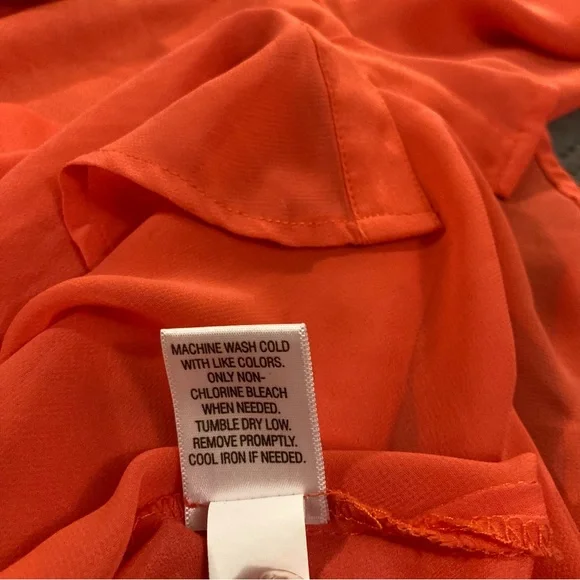 MACHINE WASH COLD
WITH LIKE COLORS.
ONLY NON-
CHLORINE BLEACH
WHEN NEEDED.
TUMBLE DRY LOW.
REMOVE PROMPTLY.
COOL IRON IF NEEDED.